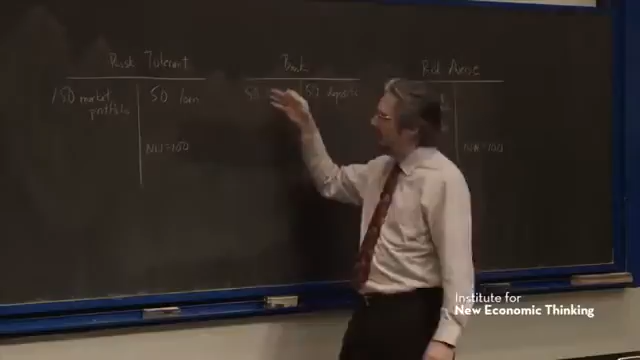 Risk Tolerant
150 market
portfolio
50 loan
NW=100
Bank
50
50 deposits
Risk Averse
NW=100
Institute for
New Economic Thinking